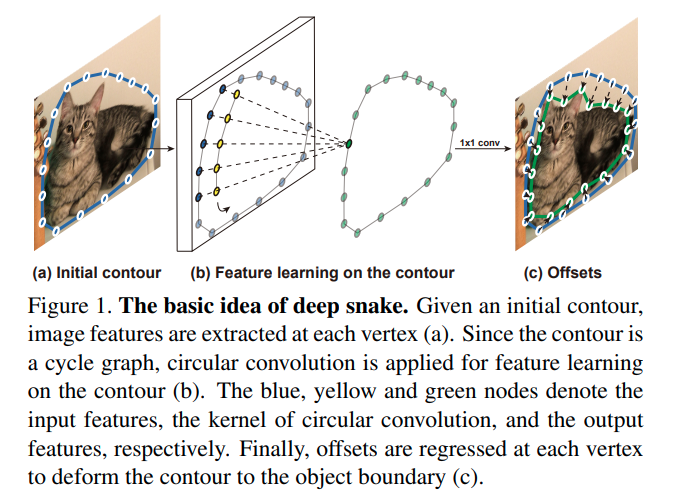 1x1 conv
(a) Initial contour
(b) Feature learning on the contour
(c) Offsets
Figure 1. The basic idea of deep snake. Given an initial contour,
image features are extracted at each vertex (a). Since the contour is
a cycle graph, circular convolution is applied for feature learning
on the contour (b). The blue, yellow and green nodes denote the
input features, the kernel of circular convolution, and the output
features, respectively. Finally, offsets are regressed at each vertex
to deform the contour to the object boundary (c).